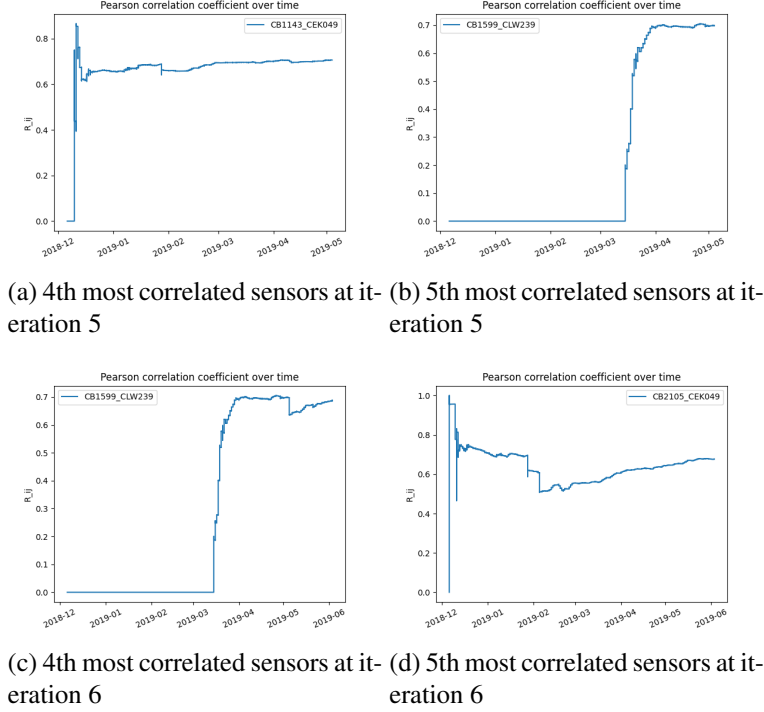 Pearson correlation coefficient over time
CB1143_CEK049
R_ij
0.8
0.6
0.4
0.2
0.0
2018-12
2019-01
2019-02
2019-03
2019-04
2019-05
Pearson correlation coefficient over time
CB1599_CLW239
R_ij
0.7
0.6
0.5
0.4
0.3
0.2
0.1
0.0
2018-12
2019-01
2019-02
2019-03
2019-04
2019-05
(a) 4th most correlated sensors at it-
eration 5
(b) 5th most correlated sensors at it-
eration 5
Pearson correlation coefficient over time
CB1599_CLW239
R_ij
0.7
0.6
0.5
0.4
0.3
0.2
0.1
0.0
2018-12
2019-01
2019-02
2019-03
2019-04
2019-05
2019-06
Pearson correlation coefficient over time
CB2105_CEK049
R_ij
1.0
0.8
0.6
0.4
0.2
0.0
2018-12
2019-01
2019-02
2019-03
2019-04
2019-05
2019-06
(c) 4th most correlated sensors at it-
eration 6
(d) 5th most correlated sensors at it-
eration 6